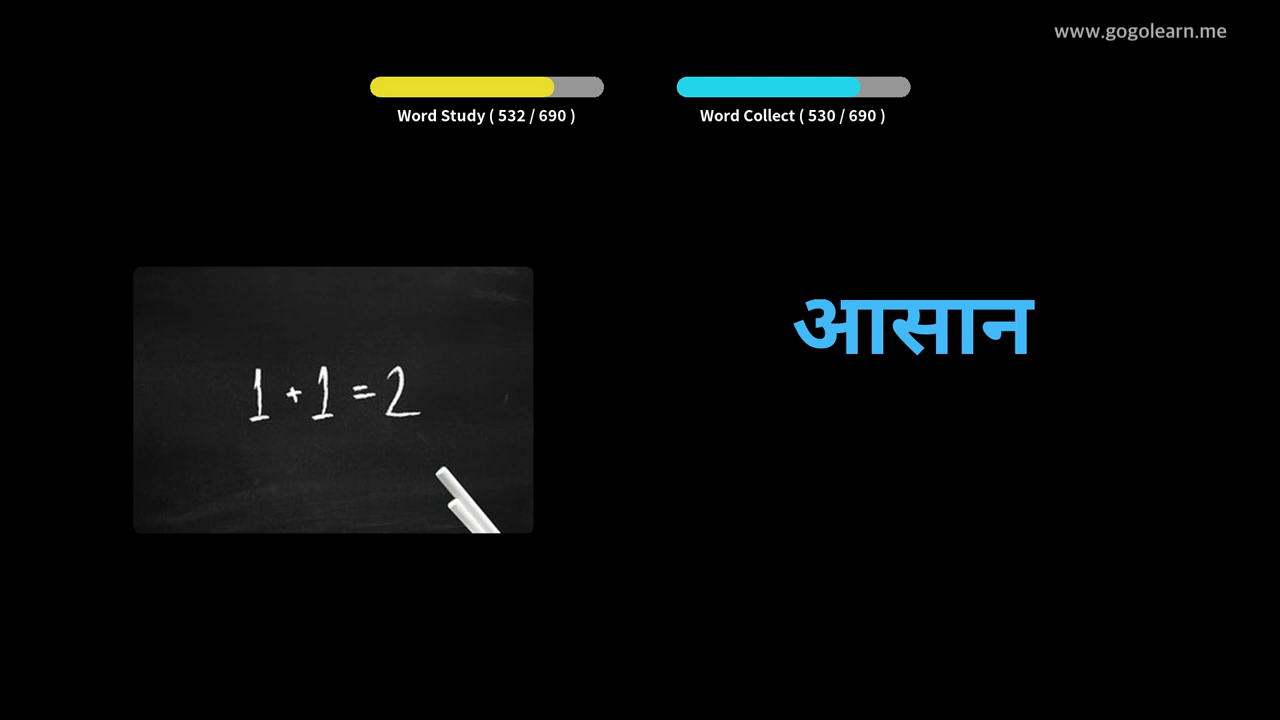 www.gogolearn.me
Word Study ( 532 / 690 )
Word Collect ( 530 / 690 )
आसान
1 + 1 = 2